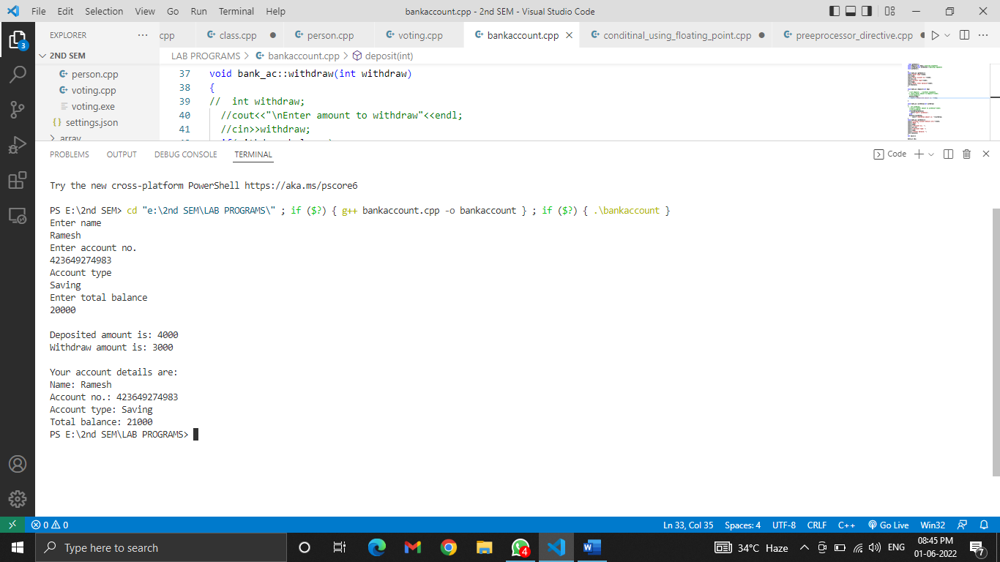 File Edit Selection View Go Run Terminal Help bankaccount.cpp - 2nd SEM - Visual Studio Code
EXPLORER ··· cpp class.cpp person.cpp voting.cpp bankaccount.cpp conditinal_using_floating_point.cpp preeprocessor_directive.cpp
3
2ND SEM
LAB PROGRAMS > bankaccount.cpp > deposit(int)
person.cpp
voting.cpp
voting.exe
settings.json
array
37 void bank_ac::withdraw(int withdraw)
38 {
39 // int withdraw;
40 //cout<<"\nEnter amount to withdraw"<<endl;
41 //cin>>withdraw;
PROBLEMS OUTPUT DEBUG CONSOLE TERMINAL Code
Try the new cross-platform PowerShell https://aka.ms/pscore6
PS E:\2nd SEM> cd "e:\2nd SEM\LAB PROGRAMS\" ; if ($?) { g++ bankaccount.cpp -o bankaccount } ; if ($?) { .\bankaccount }
Enter name
Ramesh
Enter account no.
423649274983
Account type
Saving
Enter total balance
20000
Deposited amount is: 4000
Withdraw amount is: 3000
Your account details are:
Name: Ramesh
Account no.: 423649274983
Account type: Saving
Total balance: 21000
PS E:\2nd SEM\LAB PROGRAMS>
0 0 Ln 33, Col 35 Spaces: 4 UTF-8 CRLF C++ Go Live Win32
Type here to search 4 34°C Haze ENG 08:45 PM 7
01-06-2022